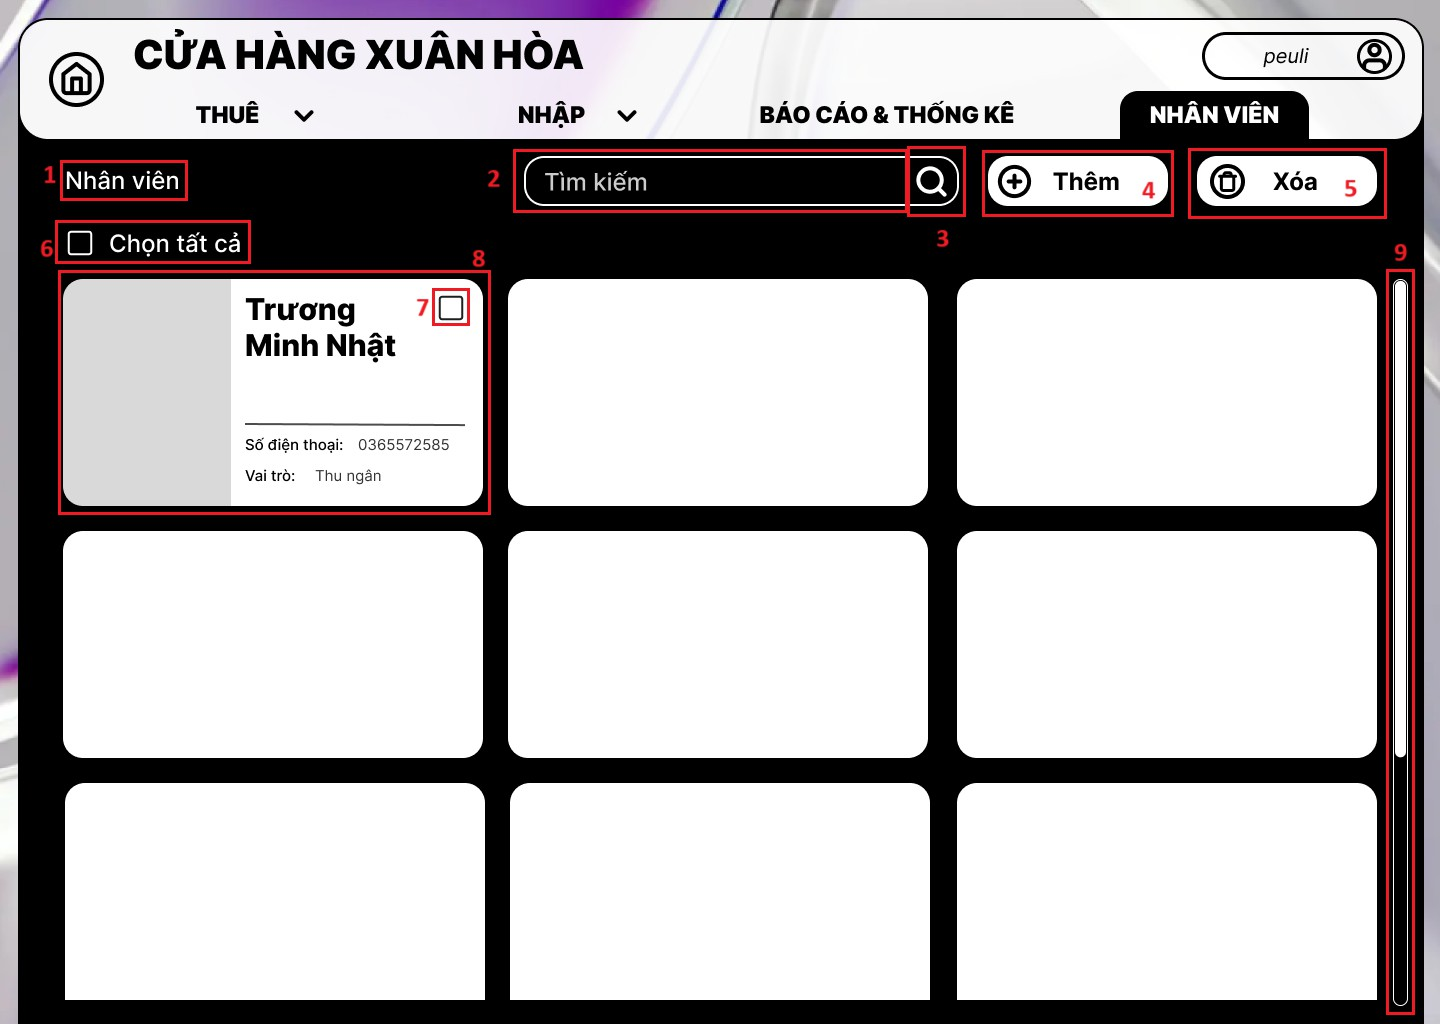 CỬA HÀNG XUÂN HÒA
peuli
THUÊ
NHẬP
BÁO CÁO & THỐNG KÊ
NHÂN VIÊN
1
Nhân viên
2
Tìm kiếm
3
Thêm
4
Xóa
5
6
Chọn tất cả
8
9
Trương
Minh Nhật
7
Số điện thoại: 0365572585
Vai trò: Thu ngân